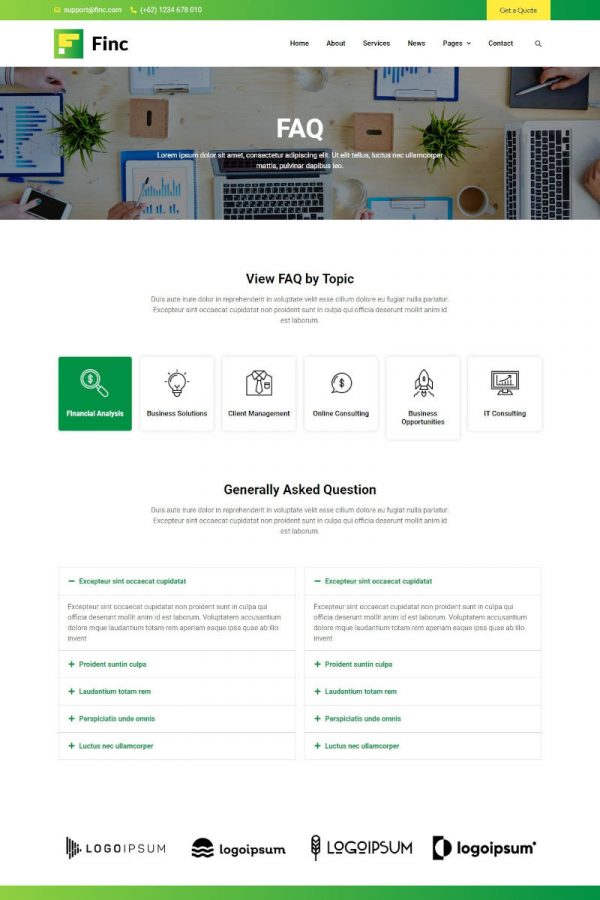 support@finc.com (+62) 1234 678 010 Get a Quote
Finc Home About Services News Pages Contact
FAQ
Lorem ipsum dolor sit amet, consectetur adipiscing elit. Ut elit tellus, luctus nec ullamcorper
mattis, pulvinar dapibus leo.
View FAQ by Topic
Duis aute irure dolor in reprehenderit in voluptate velit esse cillum dolore eu fugiat nulla pariatur.
Excepteur sint occaecat cupidatat non proident sunt in culpa qui officia deserunt mollit anim id
est laborum.
Financial Analysis
Business Solutions
Client Management
Online Consulting
Business
Opportunities
IT Consulting
Generally Asked Question
Duis aute irure dolor in reprehenderit in voluptate velit esse cillum dolore eu fugiat nulla pariatur.
Excepteur sint occaecat cupidatat non proident sunt in culpa qui officia deserunt mollit anim id
est laborum.
Excepteur sint occaecat cupidatat
Excepteur sint occaecat cupidatat non proident sunt in culpa qui
officia deserunt mollit anim id est laborum. Voluptatem accusantium
dolore mque laudantium totam rem aperiam eaque ipsa quae ab illo
invent
Proident suntin culpa
Laudantium totam rem
Perspiciatis unde omnis
Luctus nec ullamcorper
Excepteur sint occaecat cupidatat
Excepteur sint occaecat cupidatat non proident sunt in culpa qui
officia deserunt mollit anim id est laborum. Voluptatem accusantium
dolore mque laudantium totam rem aperiam eaque ipsa quae ab illo
invent
Proident suntin culpa
Laudantium totam rem
Perspiciatis unde omnis
Luctus nec ullamcorper
LOGOIPSUM
logoipsum
LOGOIPSUM
logoipsum